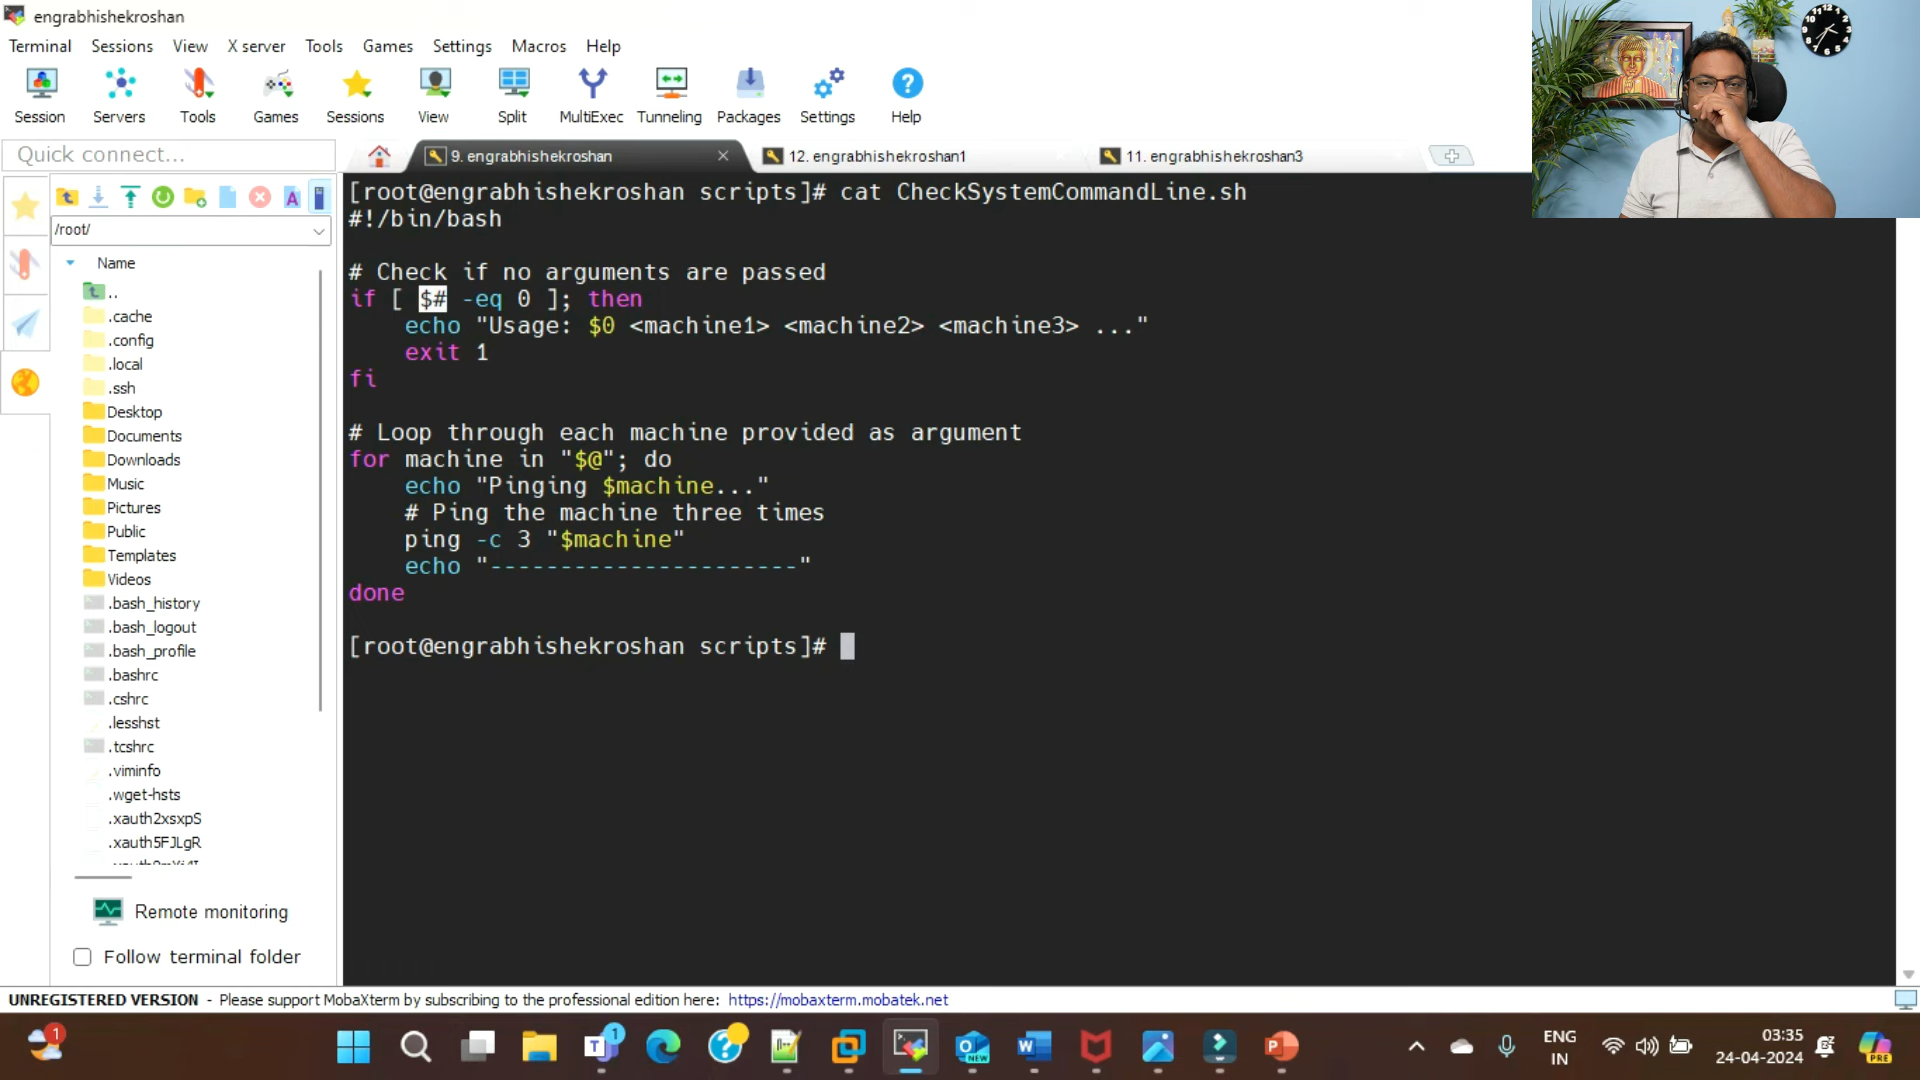 engrabhishekroshan
Terminal Sessions View X server Tools Games Settings Macros Help
Session Servers Tools Games Sessions View Split MultiExec Tunneling Packages Settings Help
Quick connect...
9. engrabhishekroshan
12. engrabhishekroshan1
11. engrabhishekroshan3
/root/
Name
..
.cache
.config
.local
.ssh
Desktop
Documents
Downloads
Music
Pictures
Public
Templates
Videos
.bash_history
.bash_logout
.bash_profile
.bashrc
.cshrc
.lesshst
.tcshrc
.viminfo
.wget-hsts
.xauth2xsxpS
.xauth5FJLgR
Remote monitoring
Follow terminal folder
[root@engrabhishekroshan scripts]# cat CheckSystemCommandLine.sh
#!/bin/bash
# Check if no arguments are passed
if [ $# -eq 0 ]; then
echo "Usage: $0 <machine1> <machine2> <machine3> ..."
exit 1
fi
# Loop through each machine provided as argument
for machine in "$@"; do
echo "Pinging $machine..."
# Ping the machine three times
ping -c 3 "$machine"
echo "----------------------"
done
[root@engrabhishekroshan scripts]#
UNREGISTERED VERSION - Please support MobaXterm by subscribing to the professional edition here: https://mobaxterm.mobatek.net
ENG
IN
03:35
24-04-2024